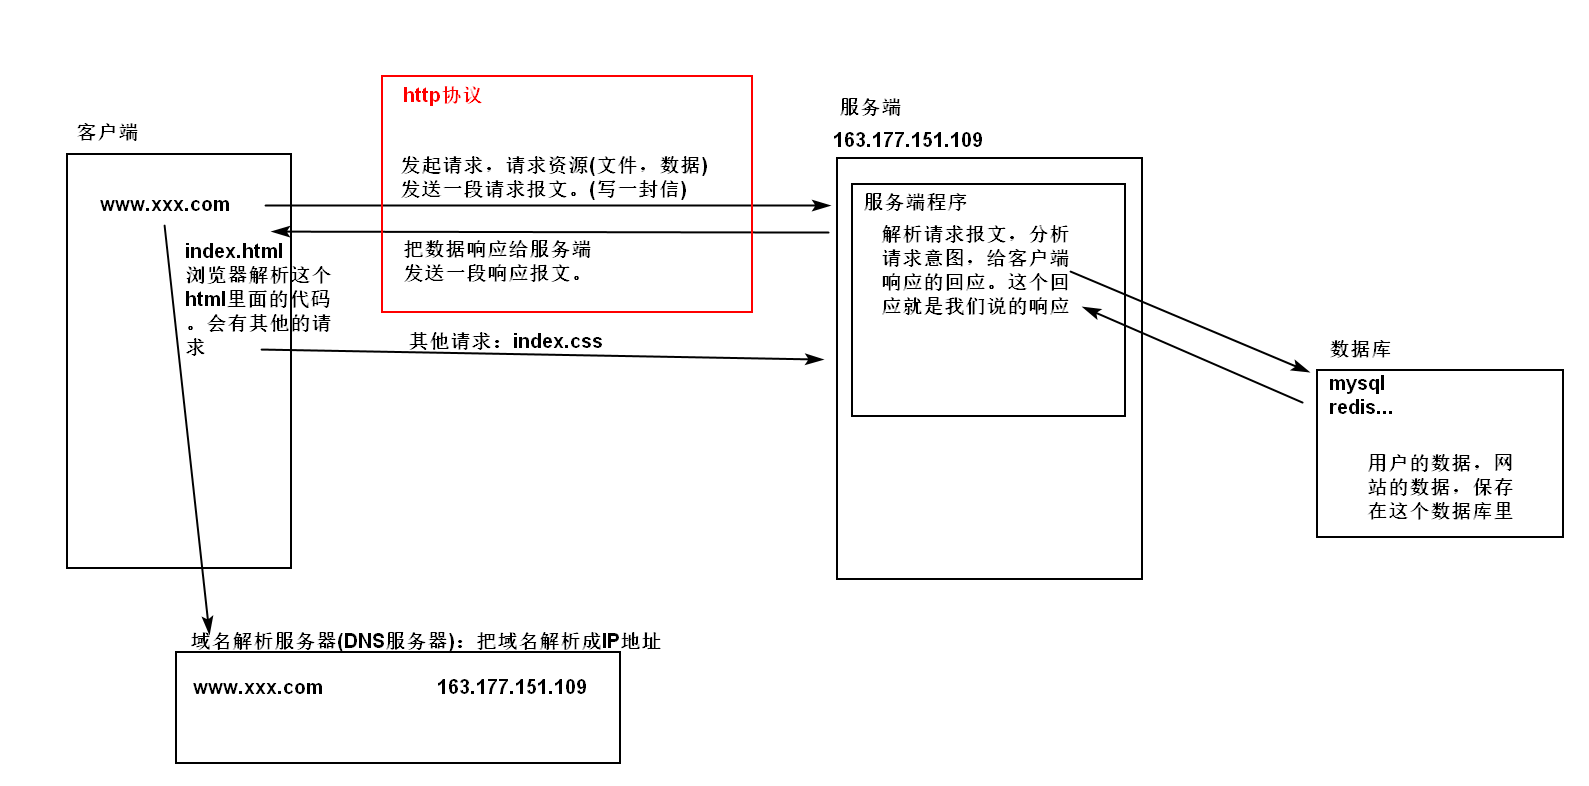 http协议
发起请求，请求资源(文件，数据)
发送一段请求报文。(写一封信)
把数据响应给服务端
发送一段响应报文。
客户端
www.xxx.com
index.html
浏览器解析这个
html里面的代码
。会有其他的请
求
其他请求：index.css
服务端
163.177.151.109
服务端程序
解析请求报文，分析
请求意图，给客户端
响应的回应。这个回
应就是我们说的响应
数据库
mysql
redis...
用户的数据，网
站的数据，保存
在这个数据库里
域名解析服务器(DNS服务器)：把域名解析成IP地址
www.xxx.com 163.177.151.109